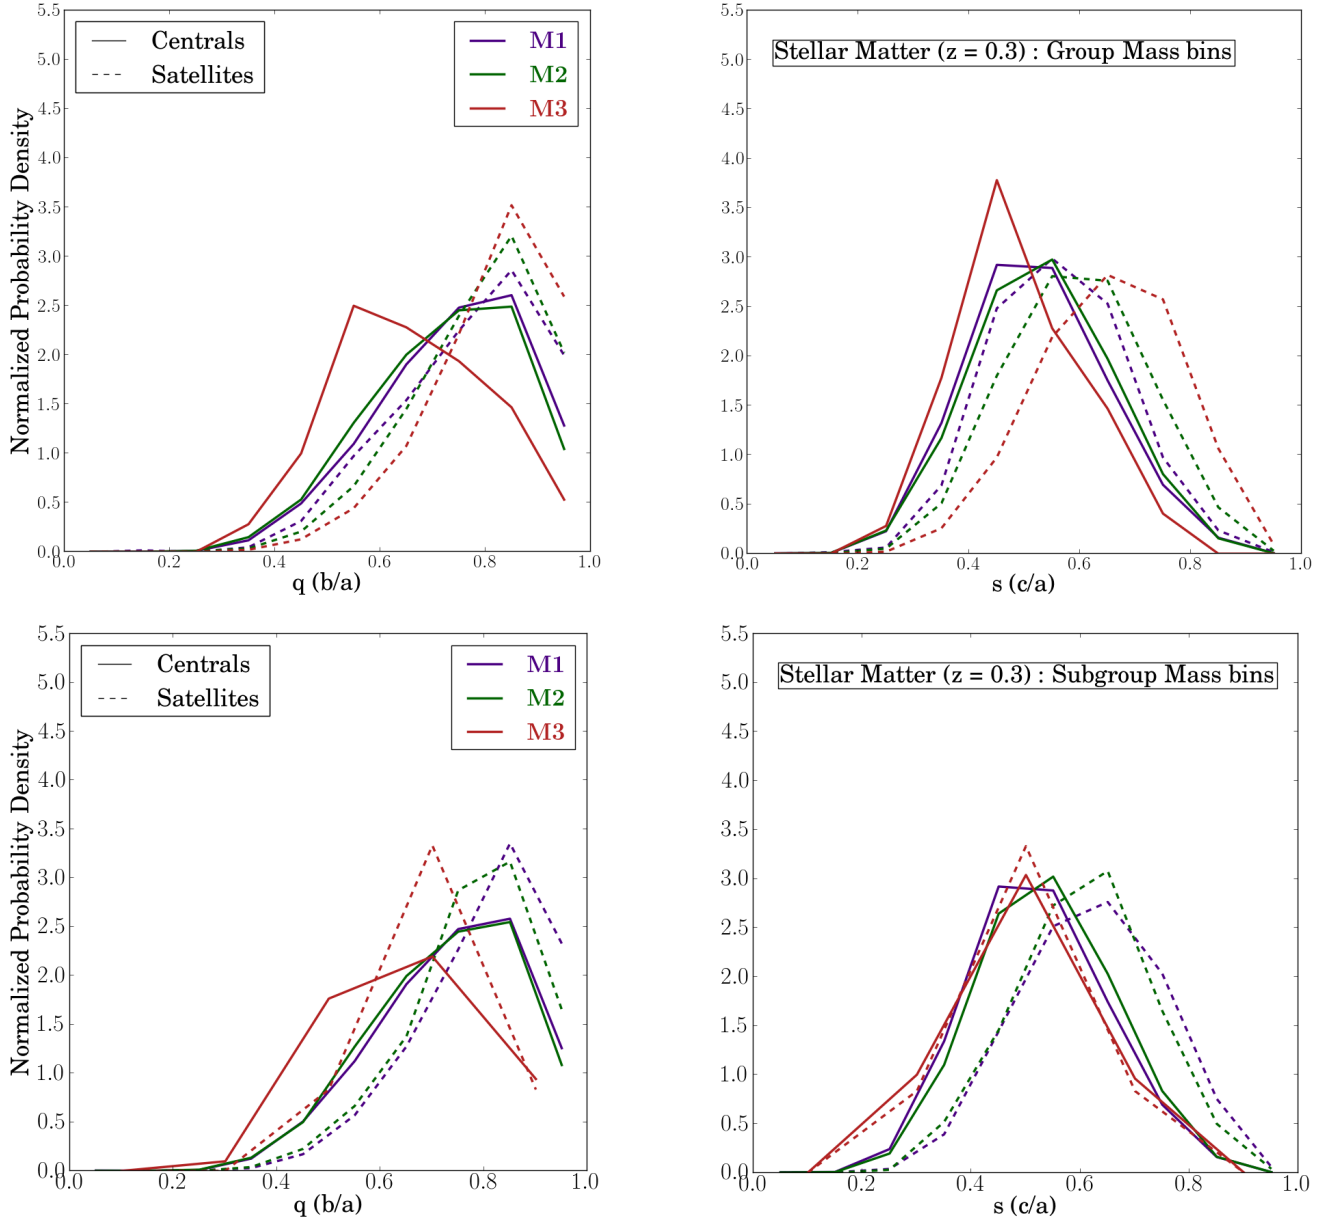 5.5
5.0
4.5
4.0
3.5
3.0
2.5
2.0
1.5
1.0
0.5
0.0
Normalized Probability Density
Centrals
Satellites
M1
M2
M3
0.0 0.2 0.4 0.6 0.8 1.0
q (b/a)
5.5
5.0
4.5
4.0
3.5
3.0
2.5
2.0
1.5
1.0
0.5
0.0
Stellar Matter (z = 0.3) : Group Mass bins
0.2 0.4 0.6 0.8 1.0
s (c/a)
5.5
5.0
4.5
4.0
3.5
3.0
2.5
2.0
1.5
1.0
0.5
0.0
Normalized Probability Density
Centrals
Satellites
M1
M2
M3
0.0 0.2 0.4 0.6 0.8 1.0
q (b/a)
5.5
5.0
4.5
4.0
3.5
3.0
2.5
2.0
1.5
1.0
0.5
0.0
Stellar Matter (z = 0.3) : Subgroup Mass bins
0.2 0.4 0.6 0.8 1.0
s (c/a)